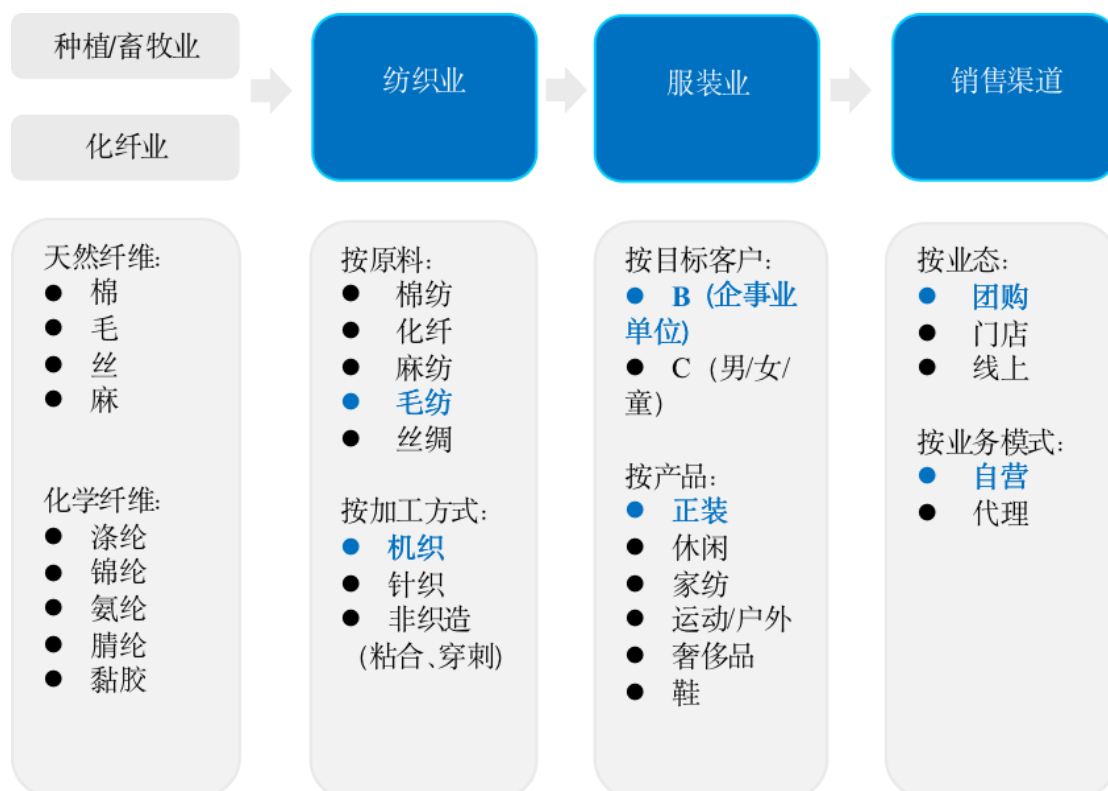 种植/畜牧业
化纤业
纺织业
服装业
销售渠道
天然纤维:
● 棉
● 毛
● 丝
● 麻
化学纤维:
● 涤纶
● 锦纶
● 氨纶
● 腈纶
● 黏胶
按原料:
● 棉纺
● 化纤
● 麻纺
● 毛纺
● 丝绸
按加工方式:
● 机织
● 针织
● 非织造
(粘合、穿刺)
按目标客户:
● B (企事业
单位)
● C (男/女/
童)
按产品:
● 正装
● 休闲
● 家纺
● 运动/户外
● 奢侈品
● 鞋
按业态:
● 团购
● 门店
● 线上
按业务模式:
● 自营
● 代理